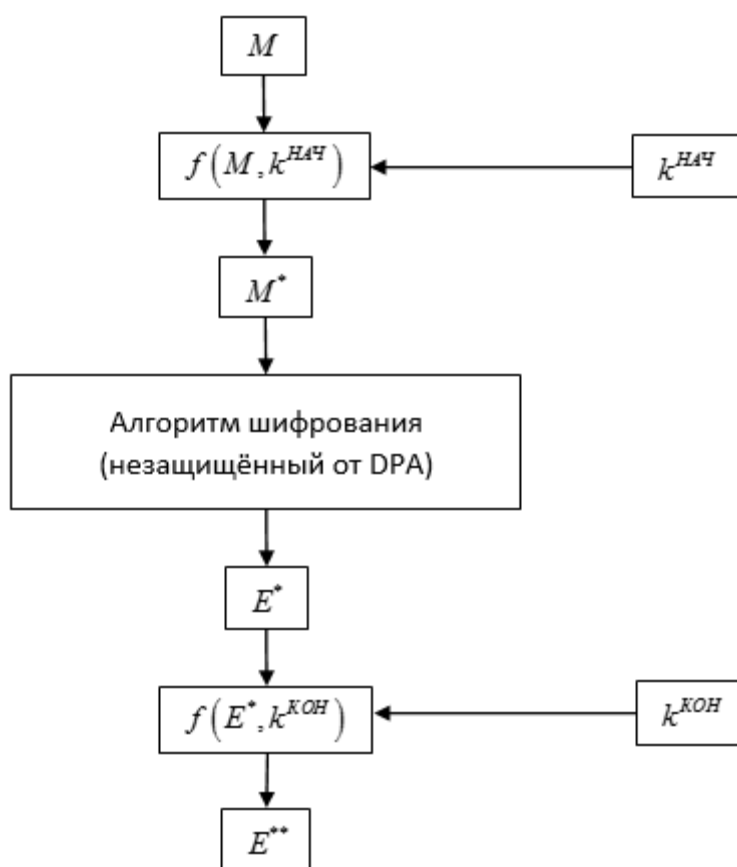 M
f(M, k^{НАЧ})
k^{НАЧ}
M^*
Алгоритм шифрования
(незащищённый от DPA)
E^*
f(E^*, k^{КОН})
k^{КОН}
E^{**}